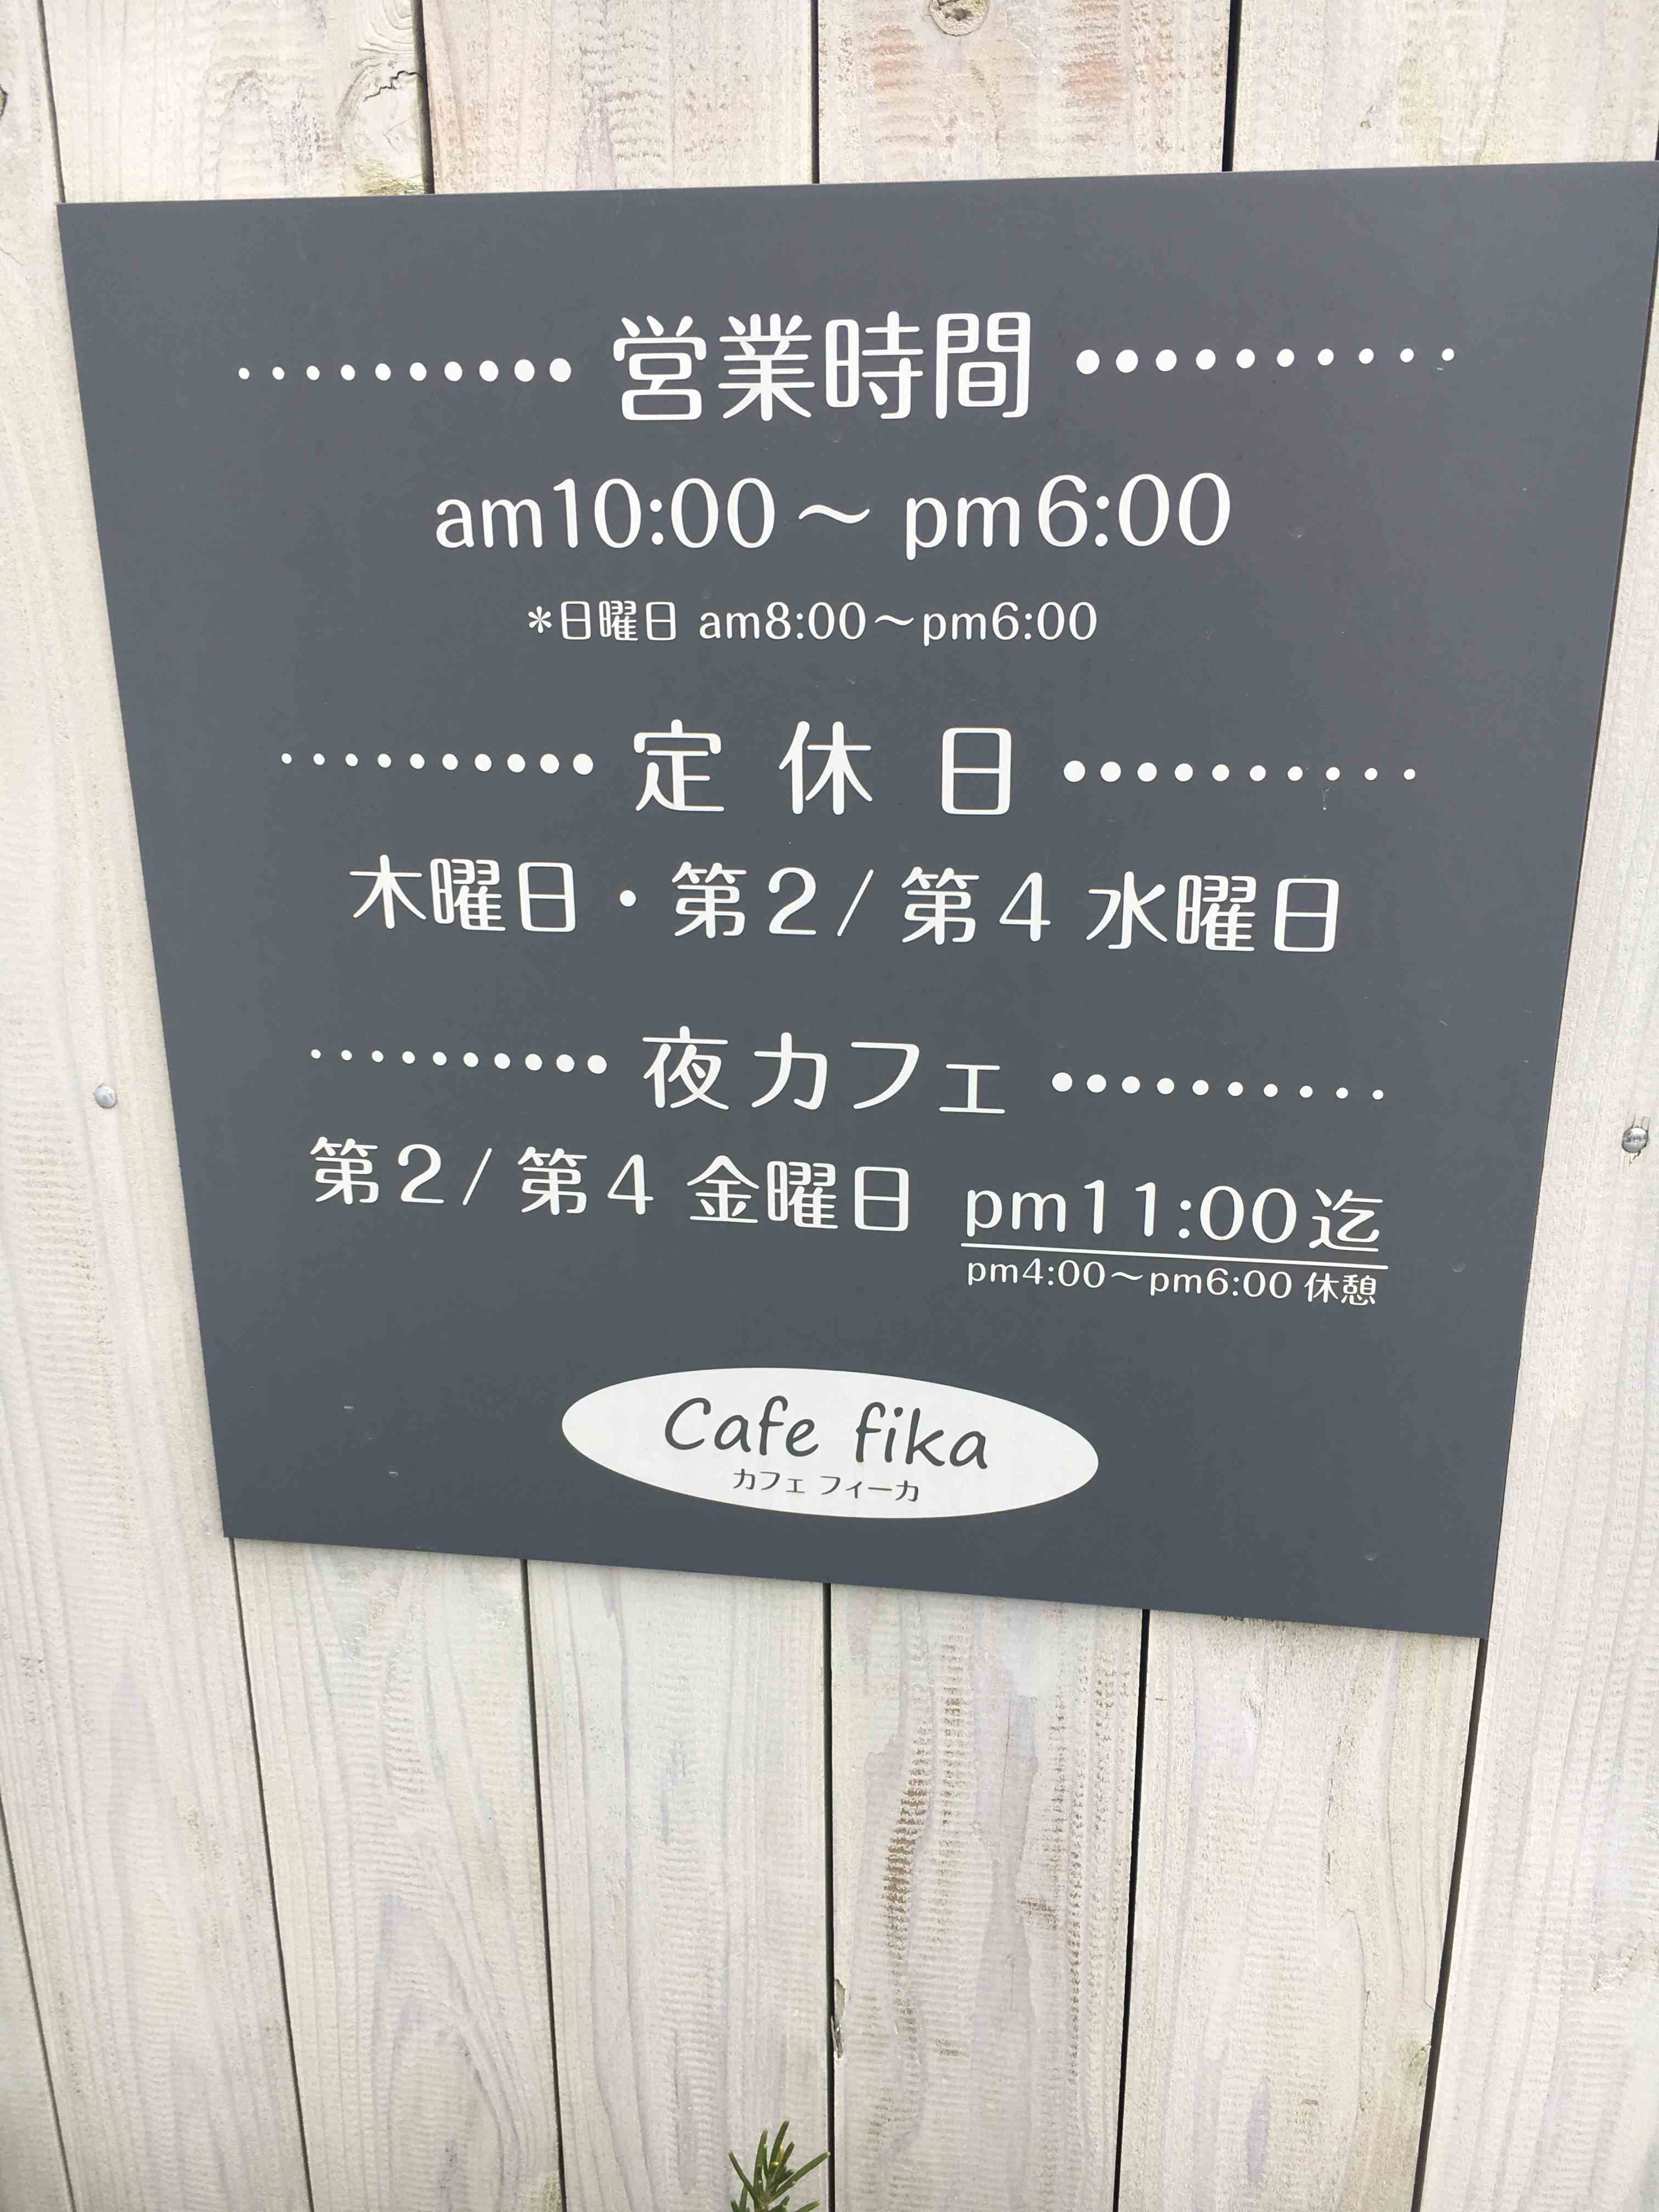 営業時間
am10:00～pm6:00
*日曜日 am8:00～pm6:00
定休日
木曜日・第2/第4 水曜日
夜カフェ
第2/第4 金曜日 pm11:00迄
pm4:00～pm6:00 休憩
Cafe fika
カフェ フィーカ